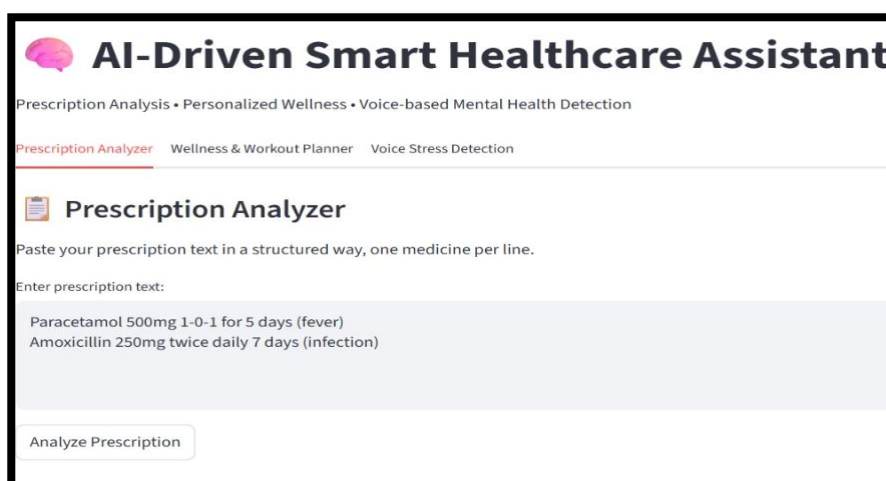 AI-Driven Smart Healthcare Assistant
Prescription Analysis • Personalized Wellness • Voice-based Mental Health Detection
Prescription Analyzer Wellness & Workout Planner Voice Stress Detection
Prescription Analyzer
Paste your prescription text in a structured way, one medicine per line.
Enter prescription text:
Paracetamol 500mg 1-0-1 for 5 days (fever)
Amoxicillin 250mg twice daily 7 days (infection)
Analyze Prescription